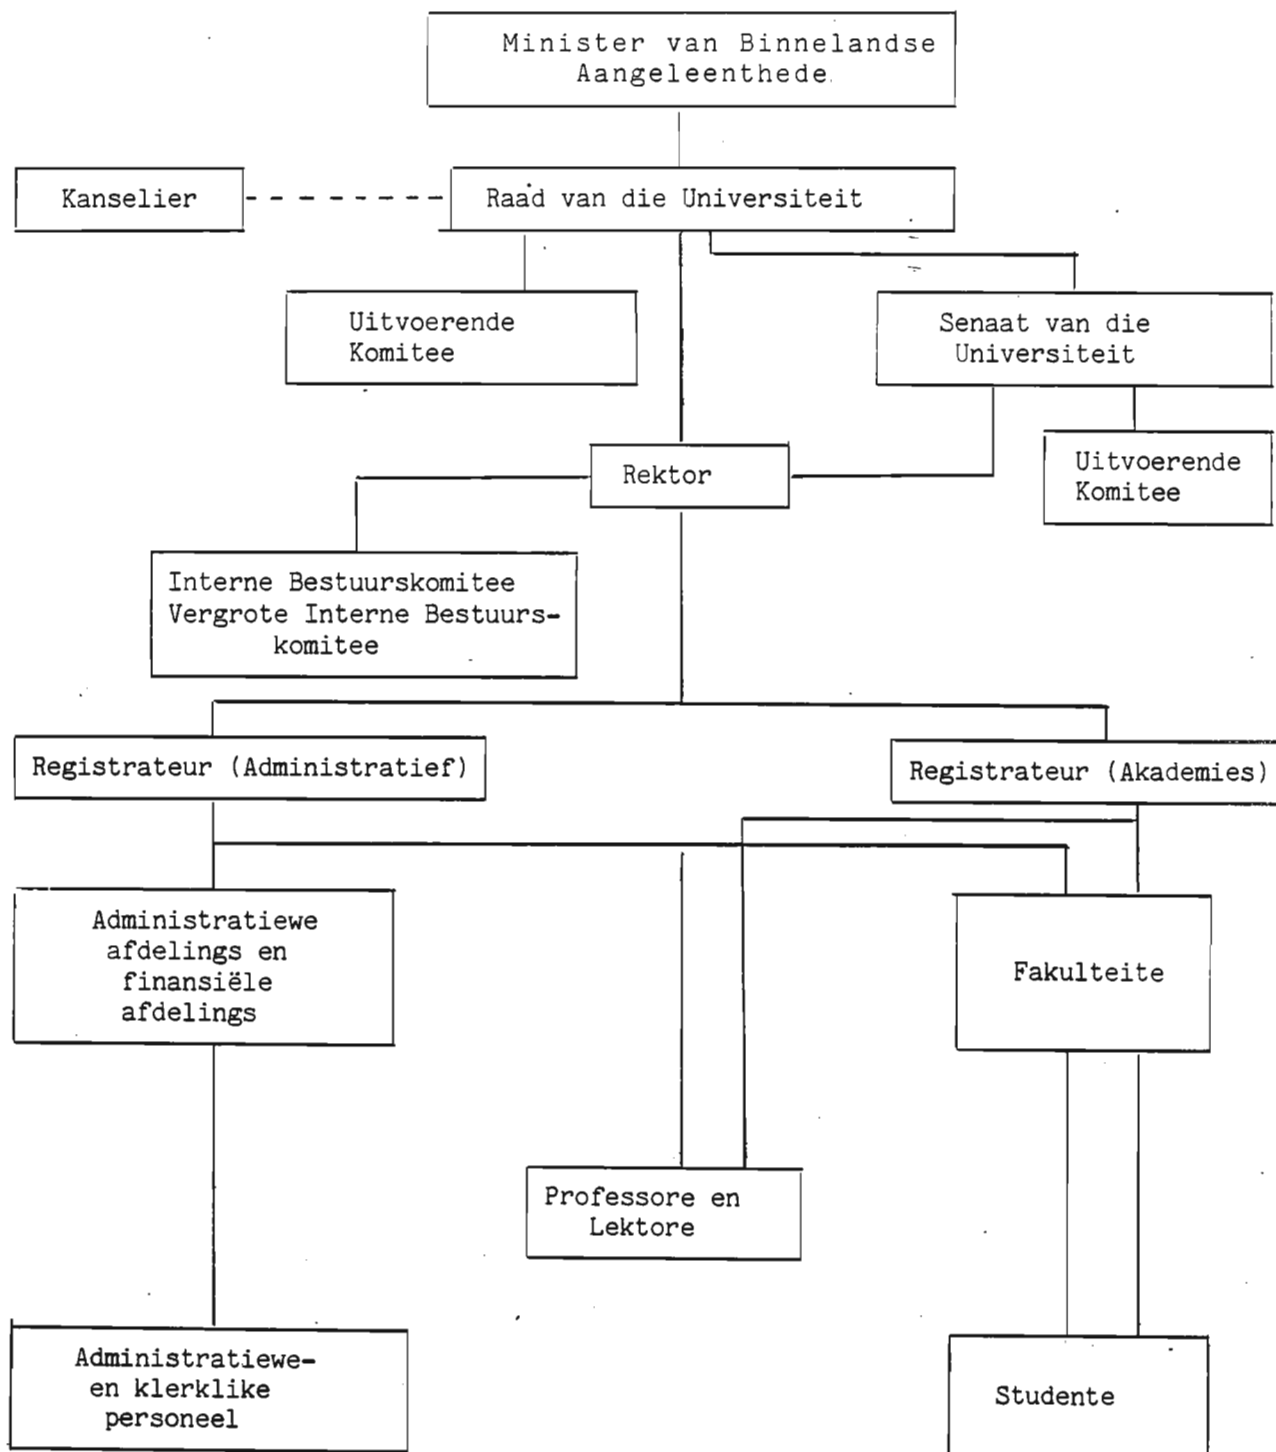 Minister van Binnelandse
Aangeleenthede
Kanselier
Raad van die Universiteit
Uitvoerende
Komitee
Senaat van die
Universiteit
Uitvoerende
Komitee
Rektor
Interne Bestuurskomitee
Vergrote Interne Bestuurs-
komitee
Registrateur (Administratief)
Registrateur (Akademies)
Administratiewe
afdelings en
finansiële
afdelings
Fakulteite
Professore en
Lektore
Administratiewe-
en klerklike
personeel
Studente